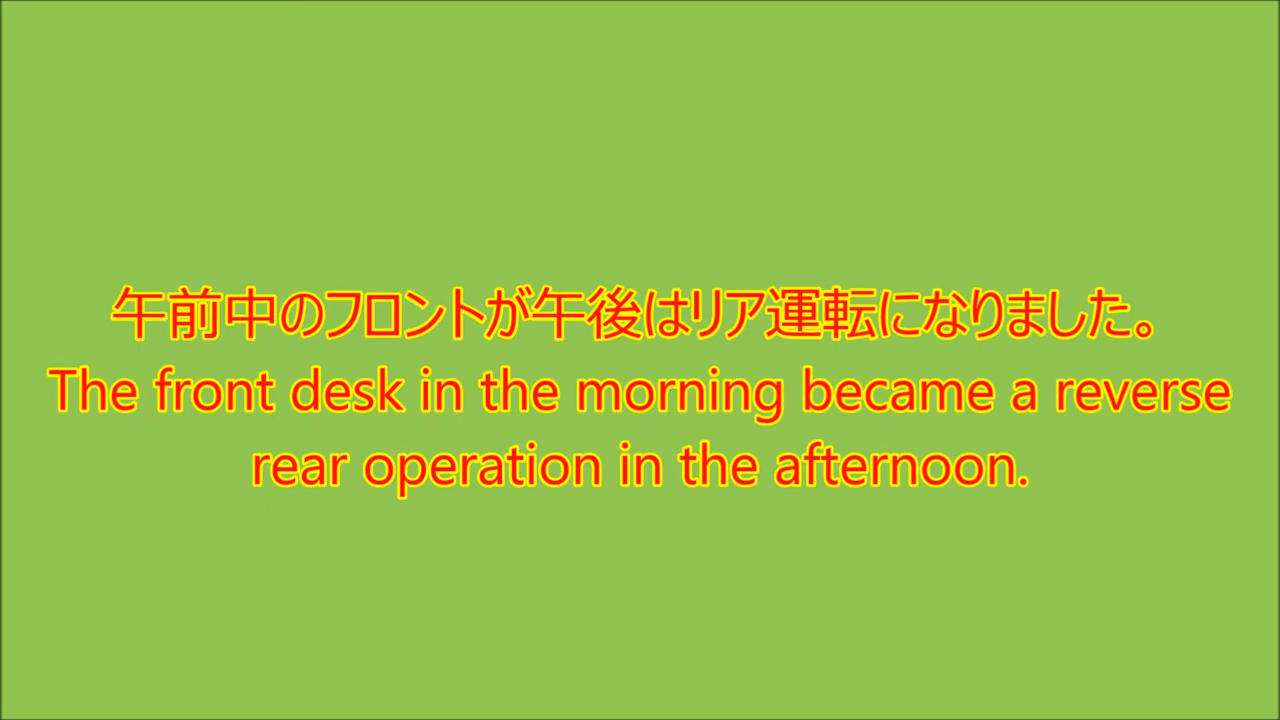 午前中のフロントが午後はリア運転になりました。
The front desk in the morning became a reverse
rear operation in the afternoon.